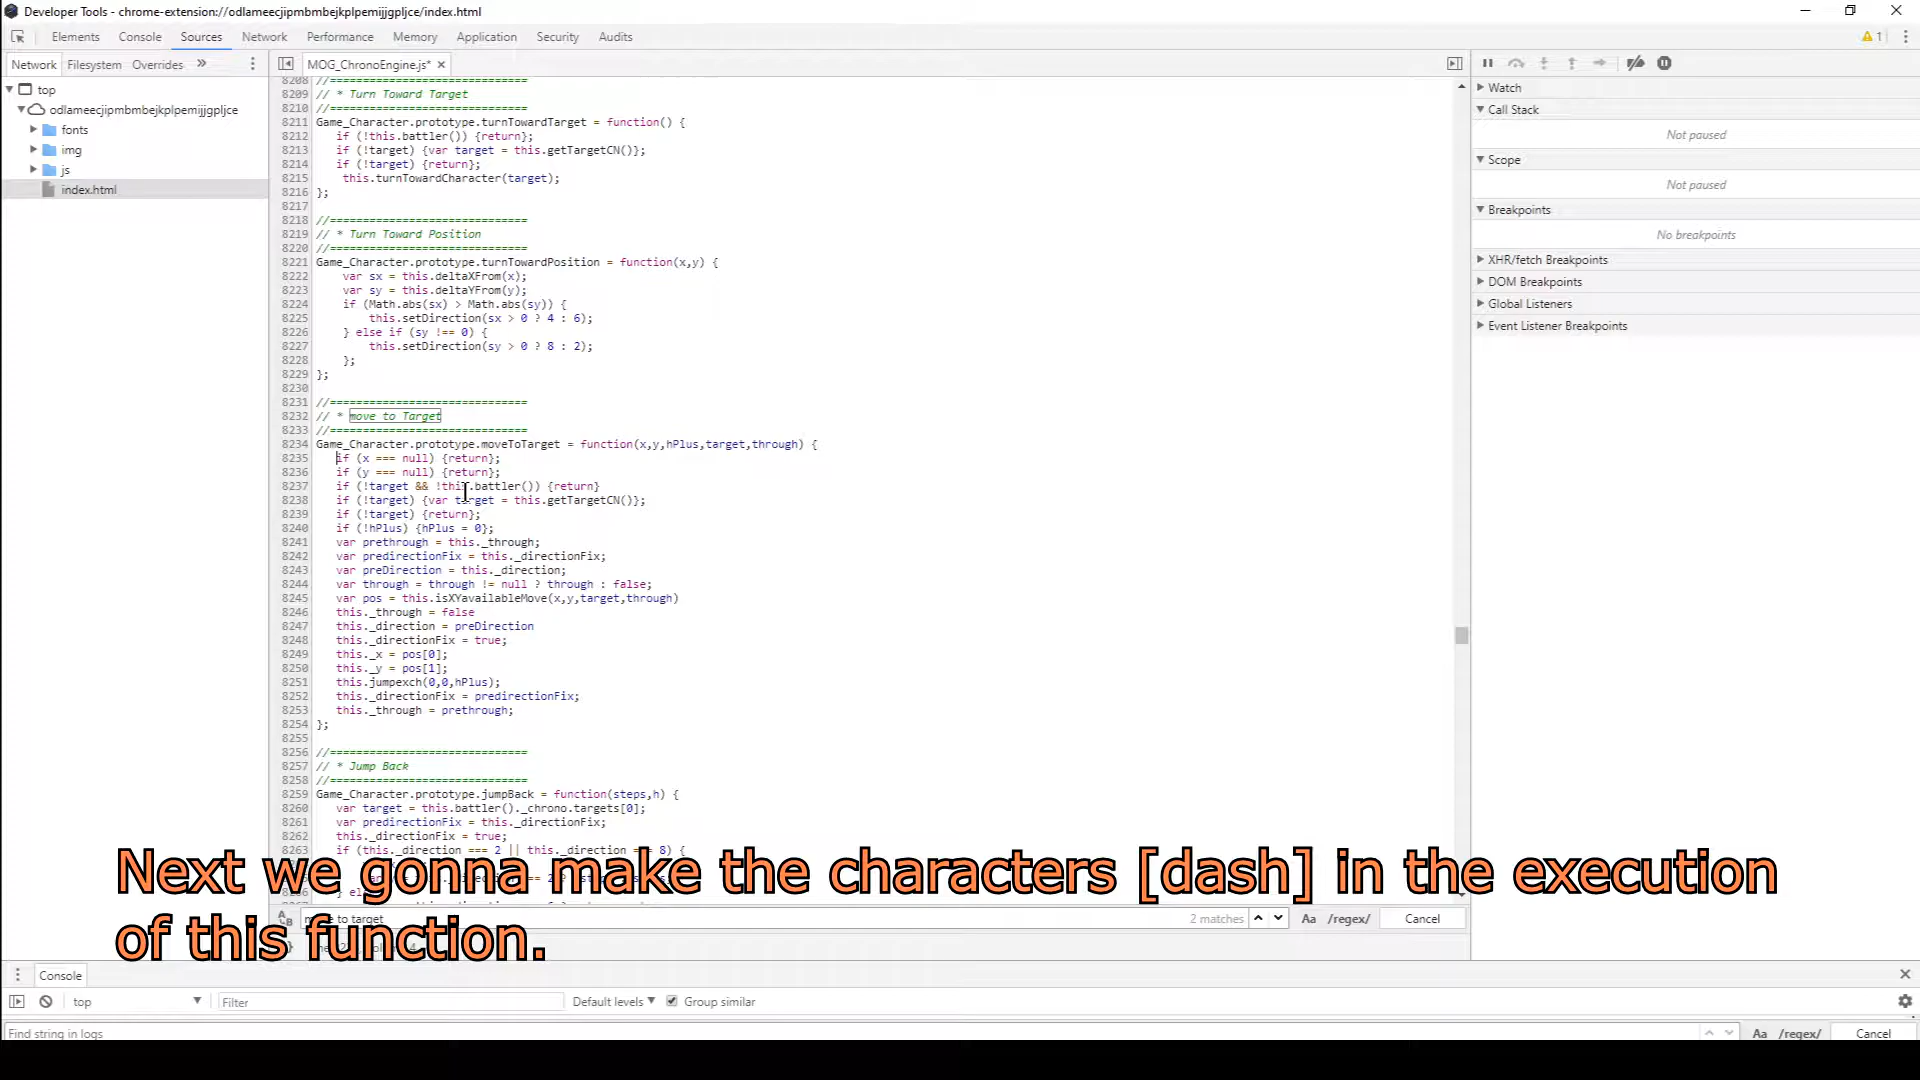 Developer Tools - chrome-extension://odlameecjipmbmbejkplpemijjgpljce/index.html
Elements Console Sources Network Performance Memory Application Security Audits 1
Network Filesystem Overrides »
MOG_ChronoEngine.js* ×
top
odlameecjipmbmbejkplpemijjgpljce
fonts
img
js
index.html
8208 //==============================
8209 // * Turn Toward Target
8210 //==============================
8211 Game_Character.prototype.turnTowardTarget = function() {
8212 if (!this.battler()) {return};
8213 if (!target) {var target = this.getTargetCN()};
8214 if (!target) {return};
8215 this.turnTowardCharacter(target);
8216 };
8217
8218 //==============================
8219 // * Turn Toward Position
8220 //==============================
8221 Game_Character.prototype.turnTowardPosition = function(x,y) {
8222 var sx = this.deltaXFrom(x);
8223 var sy = this.deltaYFrom(y);
8224 if (Math.abs(sx) > Math.abs(sy)) {
8225 this.setDirection(sx > 0 ? 4 : 6);
8226 } else if (sy !== 0) {
8227 this.setDirection(sy > 0 ? 8 : 2);
8228 };
8229 };
8230
8231 //==============================
8232 // * move to Target
8233 //==============================
8234 Game_Character.prototype.moveToTarget = function(x,y,hPlus,target,through) {
8235 if (x === null) {return};
8236 if (y === null) {return};
8237 if (!target && !this.battler()) {return}
8238 if (!target) {var target = this.getTargetCN()};
8239 if (!target) {return};
8240 if (!hPlus) {hPlus = 0};
8241 var prethrough = this._through;
8242 var predirectionFix = this._directionFix;
8243 var preDirection = this._direction;
8244 var through = through != null ? through : false;
8245 var pos = this.isXYavailableMove(x,y,target,through)
8246 this._through = false
8247 this._direction = preDirection
8248 this._directionFix = true;
8249 this._x = pos[0];
8250 this._y = pos[1];
8251 this.jumpexch(0,0,hPlus);
8252 this._directionFix = predirectionFix;
8253 this._through = prethrough;
8254 };
8255
8256 //==============================
8257 // * Jump Back
8258 //==============================
8259 Game_Character.prototype.jumpBack = function(steps,h) {
8260 var target = this.battler()._chrono.targets[0];
8261 var predirectionFix = this._directionFix;
8262 this._directionFix = true;
8263 if (this._direction === 2 || this._direction === 8) {
Next we gonna make the characters [dash] in the execution
of this function.
to target 2 matches Aa /regex/ Cancel
Watch
Call Stack
Not paused
Scope
Not paused
Breakpoints
No breakpoints
XHR/fetch Breakpoints
DOM Breakpoints
Global Listeners
Event Listener Breakpoints
Console
top Filter Default levels Group similar
Find string in logs Aa /regex/ Cancel